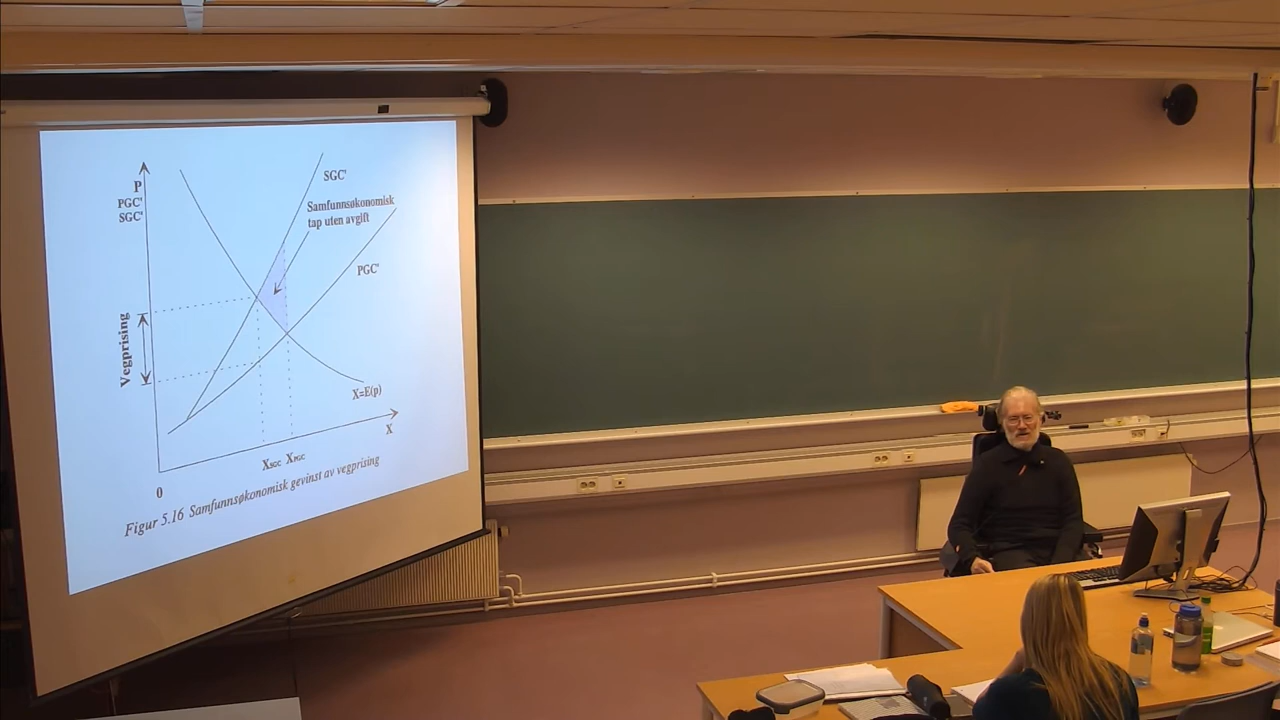 P
PGC'
SGC'
SGC'
Samfunnsøkonomisk
tap uten avgift
PGC'
Vegprising
X=E(p)
X
XSGC XPGC
0
Figur 5.16 Samfunnsøkonomisk gevinst av vegprising